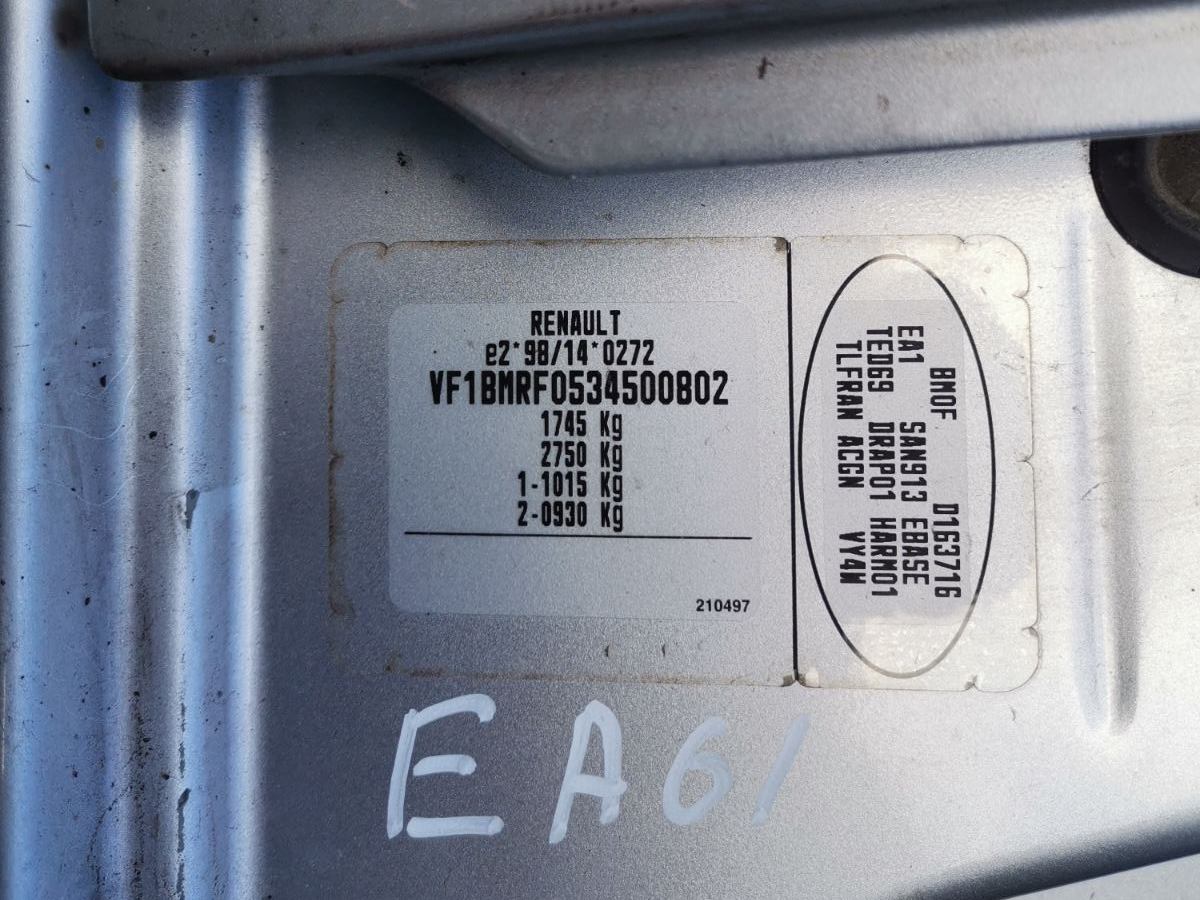 RENAULT
e2*98/14*0272
VF1BMRF0534500802
1745 Kg
2750 Kg
1-1015 Kg
2-0930 Kg
210497
BM0F D163716
EA1 SAN913 EBASE
TED69 DRAP01 HARM01
TLFRAN ACGN VY4M
EA61